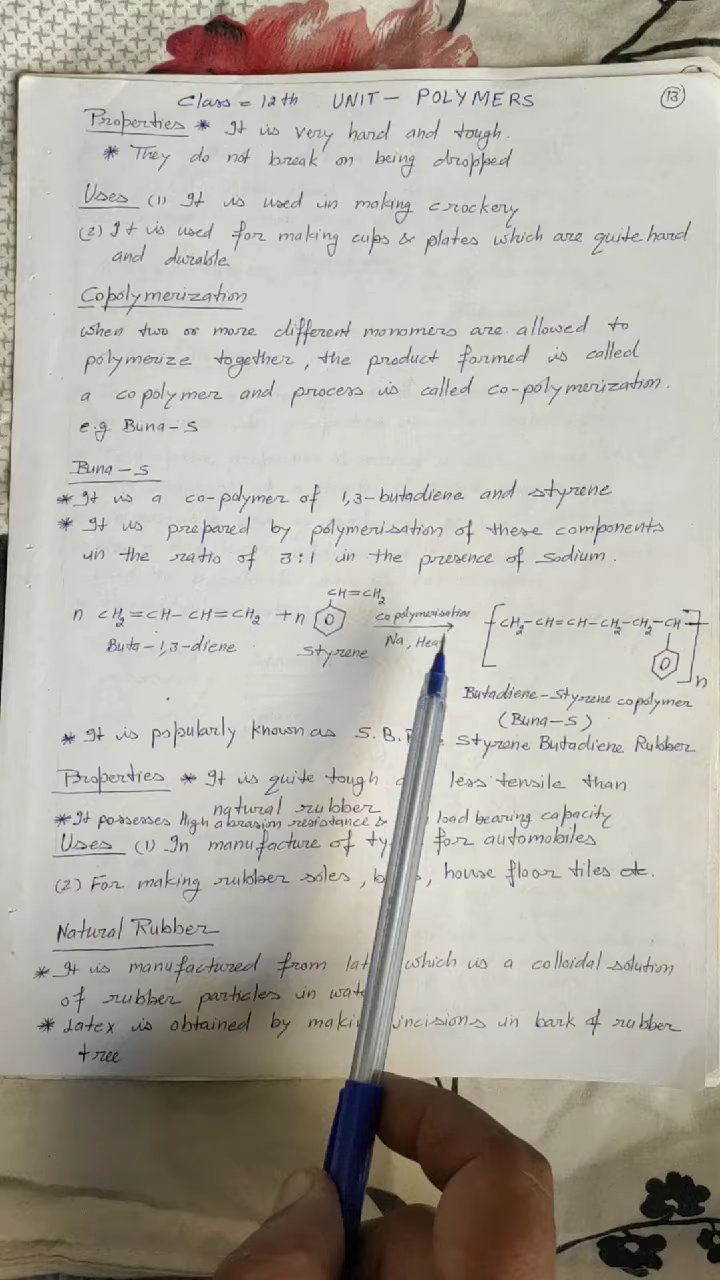 Class = 12th UNIT - POLYMERS
13
Properties * It is very hard and tough.
* They do not break on being dropped
Uses (1) It is used in making crockery
(2) It is used for making cups & plates which are quite hard
and durable
Copolymerization
When two or more different monomers are allowed to
polymerize together, the product formed is called
a copolymer and process is called co-polymerization.
e.g Buna-S
Buna-S
* It is a co-polymer of 1,3-butadiene and styrene
* It is prepared by polymerisation of these components
in the ratio of 3:1 in the presence of Sodium.
CH=CH2
n CH2=CH-CH=CH2 + n
Copolymerisation
Na, Hea
[CH2-CH=CH-CH2-CH2-CH]n
Buta-1,3-diene
Styrene
Butadiene-Styrene copolymer
(Buna-S)
* It is popularly known as S.B. Styrene Butadiene Rubber
Properties * It is quite tough less tensile than
natural rubber
* It possesses high abrasion resistance & load bearing capacity
Uses (1) In manufacture of for automobiles
(2) For making rubber soles, , house floor tiles etc.
Natural Rubber
* It is manufactured from which is a colloidal solution
of rubber particles in
* Latex is obtained by incisions in bark of rubber
tree